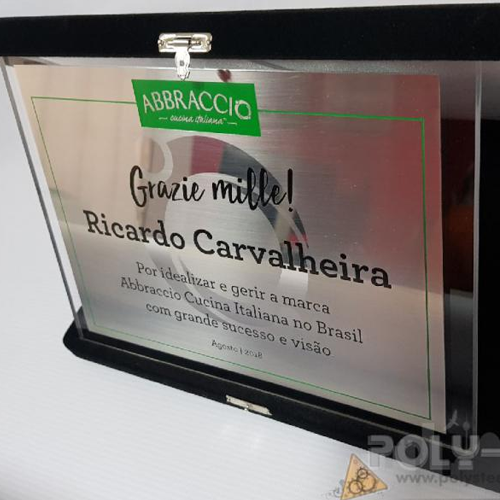 ABBRACCIO
cucina italiana
Grazie mille!
Ricardo Carvalheira
Por idealizar e gerir a marca
Abbraccio Cucina Italiana no Brasil
com grande sucesso e visão
Agosto | 2018
POLY